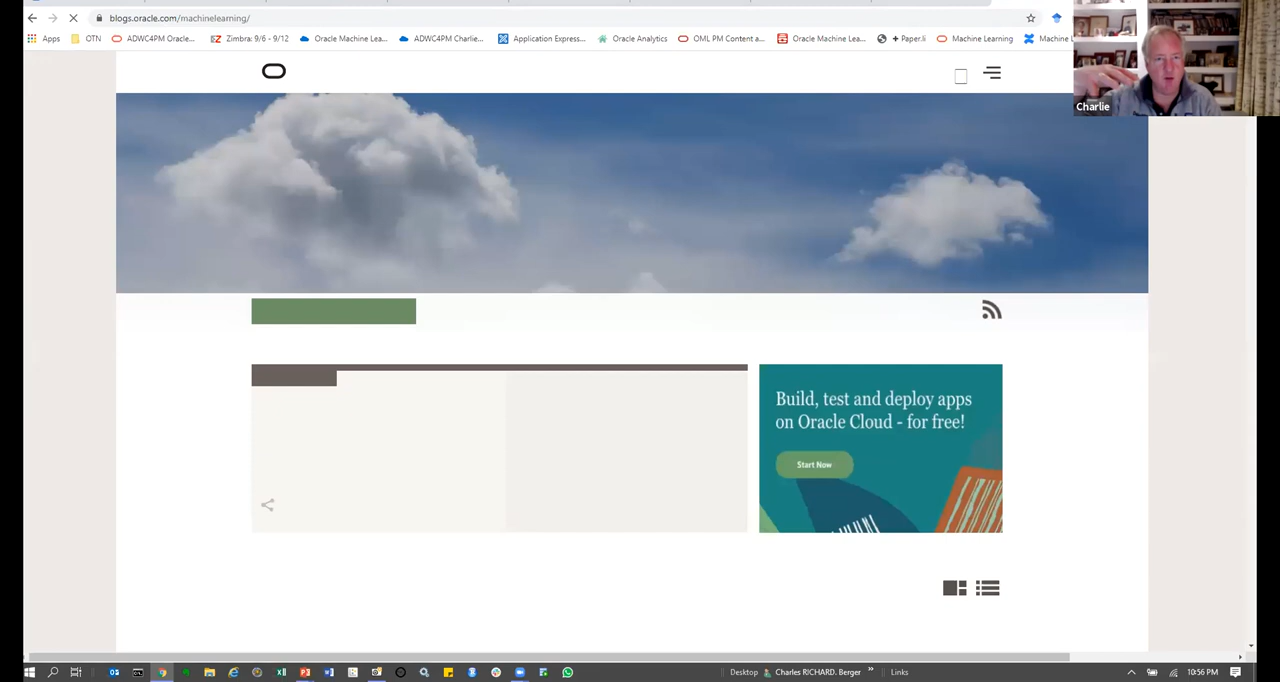 blogs.oracle.com/machinelearning/
Apps OTN ADWC4PM Oracle... Zimbra: 9/6 - 9/12 Oracle Machine Lea... ADWC4PM Charlie... Application Express... Oracle Analytics OML PM Content a... Oracle Machine Lea... + Paper.li Machine Learning Machine L
Charlie
Build, test and deploy apps
on Oracle Cloud - for free!
Start Now
Desktop Charles RICHARD. Berger Links 10:56 PM